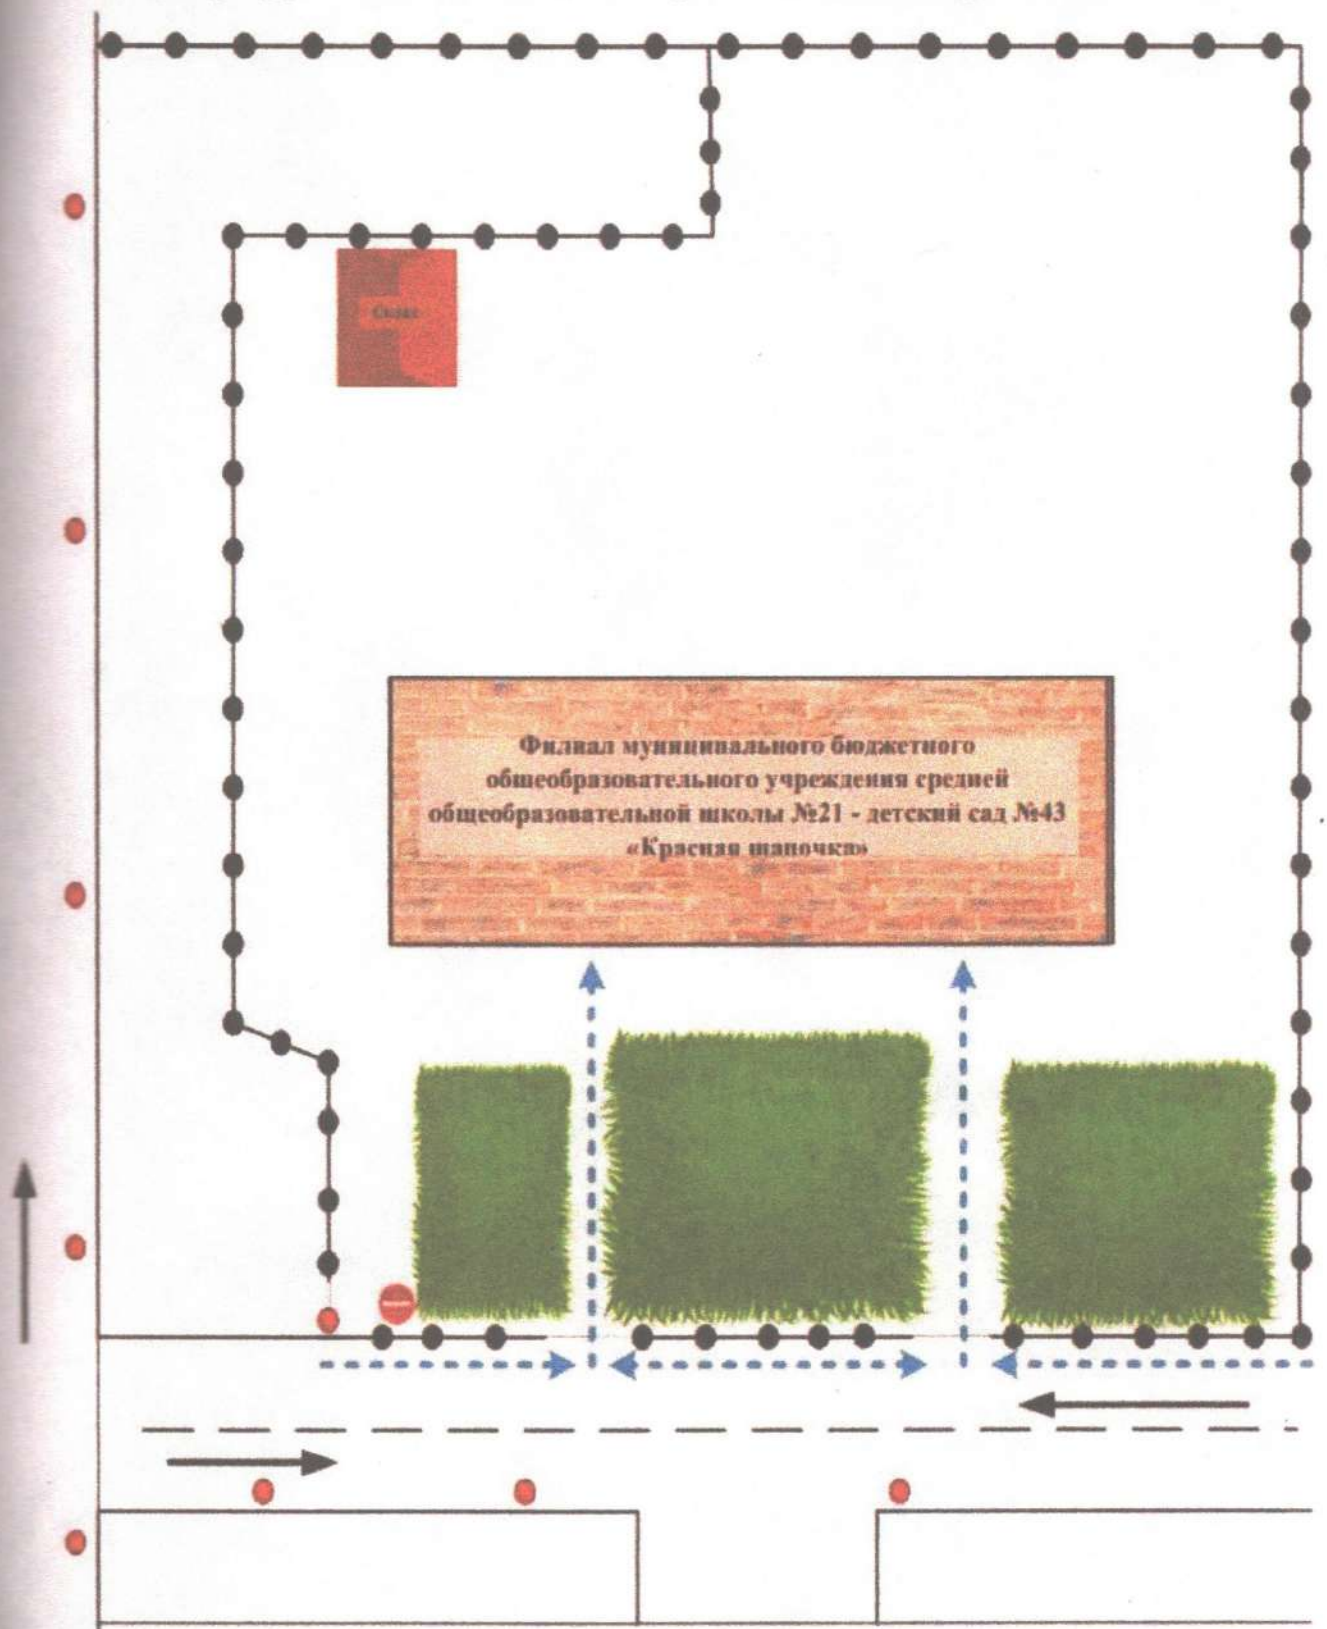 Филиал муниципального бюджетного
общеобразовательного учреждения средней
общеобразовательной школы №21 - детский сад №43
«Красная шапочка»